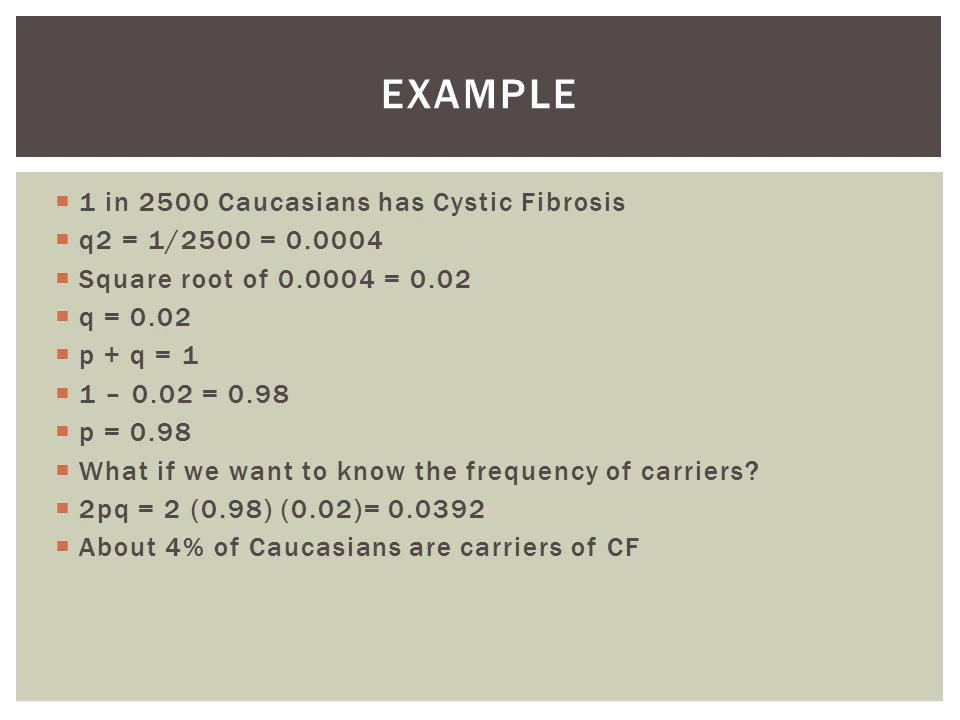 EXAMPLE
1 in 2500 Caucasians has Cystic Fibrosis
q2 = 1/2500 = 0.0004
Square root of 0.0004 = 0.02
q = 0.02
p + q = 1
1 – 0.02 = 0.98
p = 0.98
What if we want to know the frequency of carriers?
2pq = 2 (0.98) (0.02)= 0.0392
About 4% of Caucasians are carriers of CF